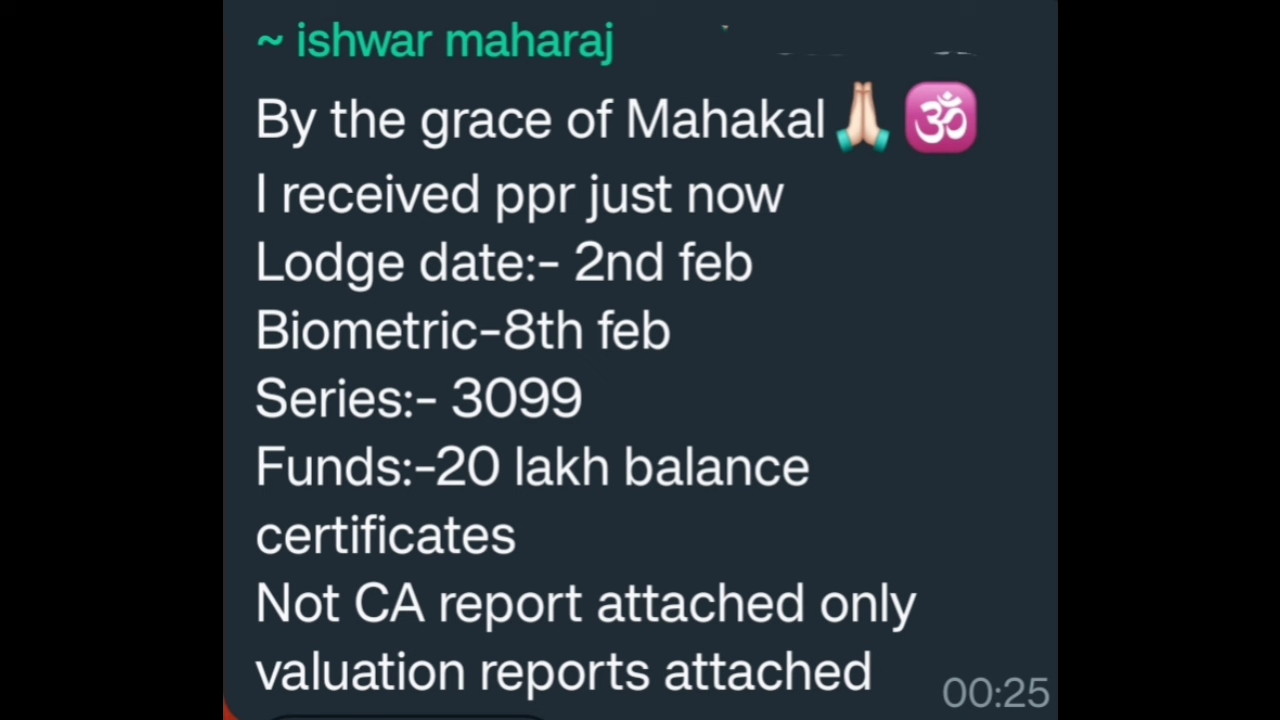 ~ ishwar maharaj
By the grace of Mahakal🙏🏻🕉️
I received ppr just now
Lodge date:- 2nd feb
Biometric-8th feb
Series:- 3099
Funds:-20 lakh balance
certificates
Not CA report attached only
valuation reports attached
00:25